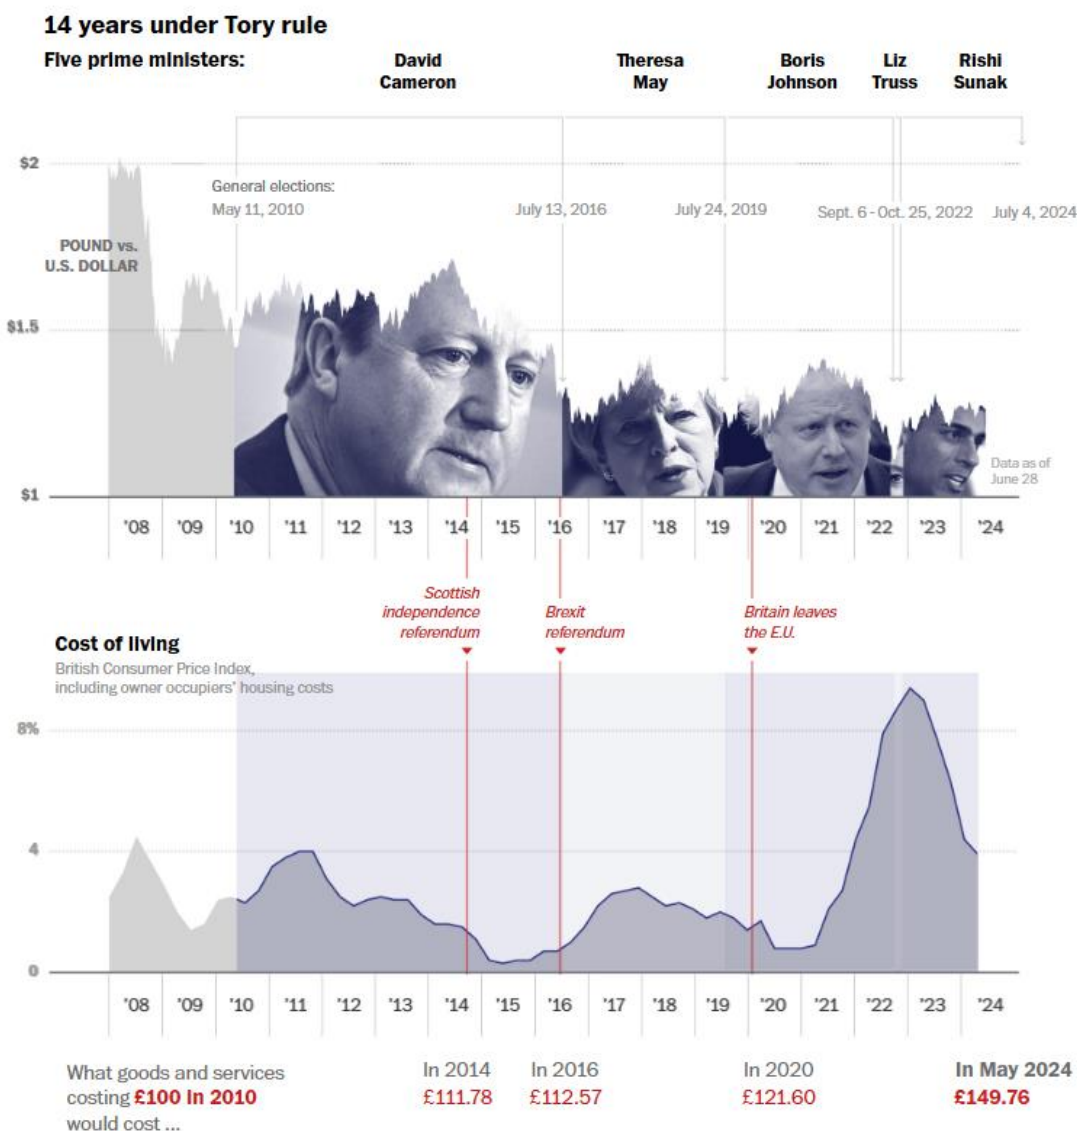 14 years under Tory rule
Five prime ministers:
David
Cameron
Theresa
May
Boris
Johnson
Liz
Truss
Rishi
Sunak
$2
General elections:
May 11, 2010
July 13, 2016
July 24, 2019
Sept. 6 - Oct. 25, 2022
July 4, 2024
POUND vs.
U.S. DOLLAR
$1.5
Data as of
June 28
$1
'08 '09 '10 '11 '12 '13 '14 '15 '16 '17 '18 '19 '20 '21 '22 '23 '24
Scottish
independence
referendum
Brexit
referendum
Britain leaves
the E.U.
Cost of living
British Consumer Price Index,
including owner occupiers' housing costs
8%
4
0
'08 '09 '10 '11 '12 '13 '14 '15 '16 '17 '18 '19 '20 '21 '22 '23 '24
What goods and services
costing £100 in 2010
would cost ...
In 2014
£111.78
In 2016
£112.57
In 2020
£121.60
In May 2024
£149.76